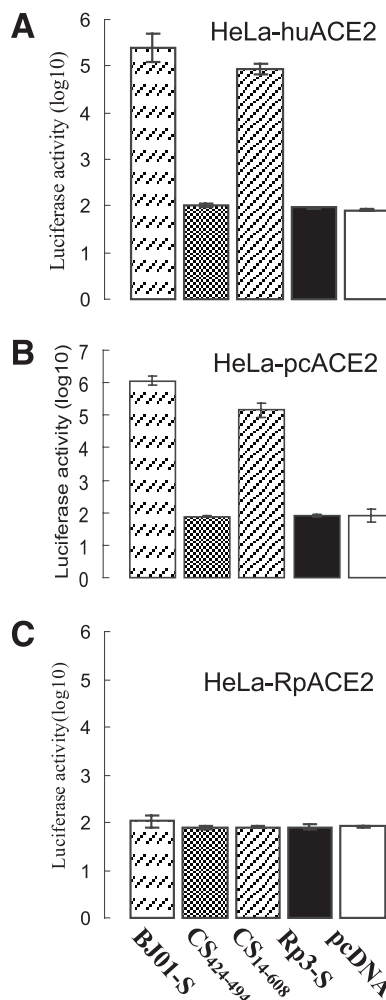 A
HeLa-huACE2
Luciferase activity (log10)
6
5
4
3
2
1
0
B
HeLa-pcACE2
Luciferase activity (log10)
7
6
5
4
3
2
1
0
C
HeLa-RpACE2
Luciferase activity(log10)
6
5
4
3
2
1
0
BJ01-S
CS424-494
CS14-608
Rp3-S
pcDNA